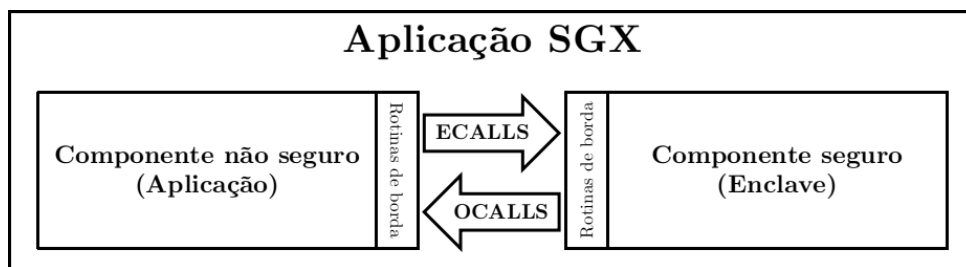 Aplicação SGX
Componente não seguro
(Aplicação)
Rotinas de borda
ECALLS
OCALLS
Rotinas de borda
Componente seguro
(Enclave)